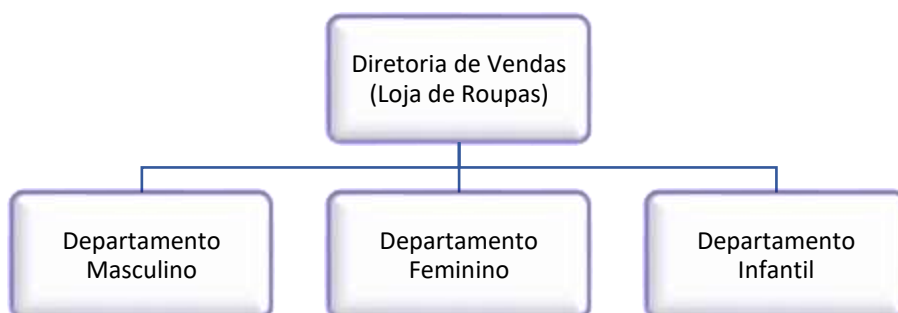 Diretoria de Vendas
(Loja de Roupas)
Departamento
Masculino
Departamento
Feminino
Departamento
Infantil